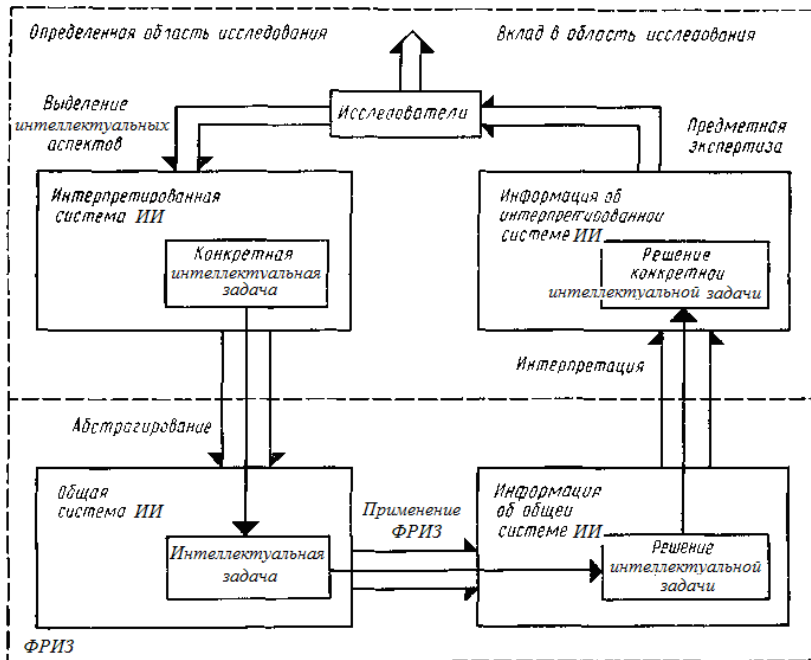 Определенная область исследования
Вклад в область исследования
Исследователи
Выделение
интеллектуальных
аспектов
Предметная
экспертиза
Интерпретированная
система ИИ
Конкретная
интеллектуальная
задача
Информация об
интерпретированной
системе ИИ
Решение
конкретной
интеллектуальной задачи
Интерпретация
Абстрагирование
Общая
система ИИ
Интеллектуальная
задача
Применение
ФРИЗ
Информация
об общей
системе ИИ
Решение
интеллектуальной
задачи
ФРИЗ